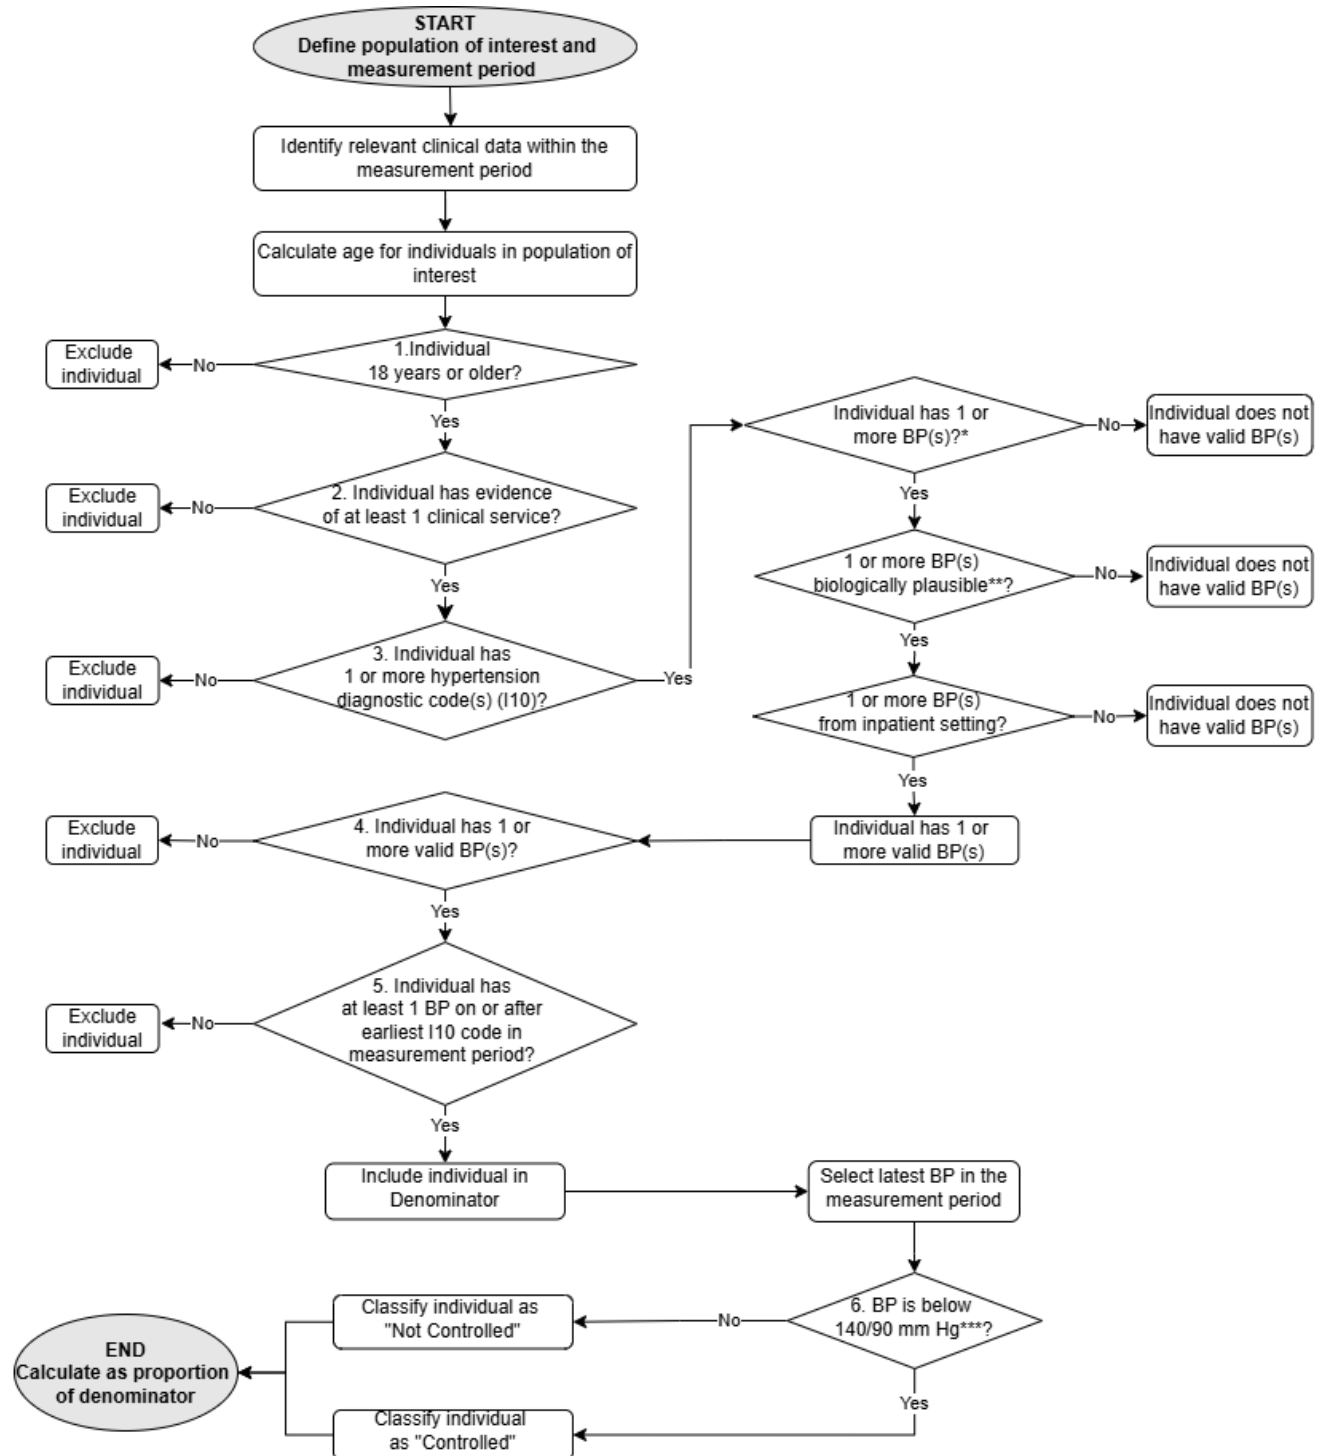 START
Define population of interest and
measurement period
Identify relevant clinical data within the
measurement period
Calculate age for individuals in population of
interest
1.Individual
18 years or older?
No
Exclude
individual
Yes
2. Individual has evidence
of at least 1 clinical service?
No
Exclude
individual
Yes
3. Individual has
1 or more hypertension
diagnostic code(s) (I10)?
No
Exclude
individual
Yes
Individual has 1 or
more BP(s)?*
No
Individual does not
have valid BP(s)
Yes
1 or more BP(s)
biologically plausible**?
No
Individual does not
have valid BP(s)
Yes
1 or more BP(s)
from inpatient setting?
No
Individual does not
have valid BP(s)
Yes
Individual has 1 or
more valid BP(s)
4. Individual has 1 or
more valid BP(s)?
No
Exclude
individual
Yes
5. Individual has
at least 1 BP on or after
earliest I10 code in
measurement period?
No
Exclude
individual
Yes
Include individual in
Denominator
Select latest BP in the
measurement period
6. BP is below
140/90 mm Hg***?
No
Classify individual as
"Not Controlled"
Yes
Classify individual
as "Controlled"
END
Calculate as proportion
of denominator